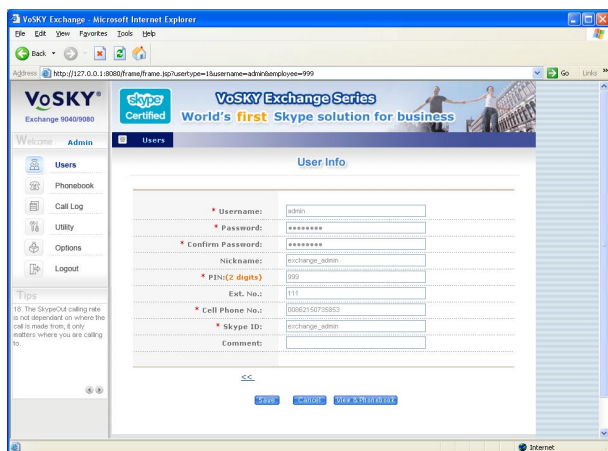 VoSKY Exchange - Microsoft Internet Explorer
File Edit View Favorites Tools Help
Back
Address http://127.0.0.1:8080/frame/frame.jsp?usertype=1&username=admin&employee=999 Go Links »
VoSKY®
Exchange 9040/9080
skype Certified
VoSKY Exchange Series
World's first Skype solution for business
Welcome Admin
Users
Users
Phonebook
Call Log
Utility
Options
Logout
Tips
18: The SkypeOut calling rate
is not dependant on where the
call is made from, it only
matters where you are calling
to.
User Info
* Username: admin
* Password: ●●●●●●●●
* Confirm Password: ●●●●●●●●
Nickname: exchange_admin
* PIN:(2 digits) 999
Ext. No.: 111
* Cell Phone No.: 00862150735853
* Skype ID: exchange_admin
Comment:
<<
Save Cancel View & Phonebook
Internet